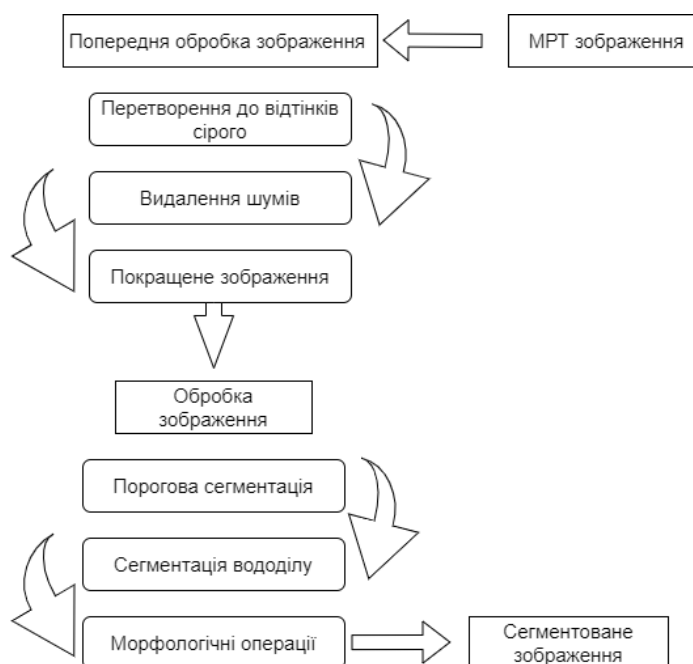 Попередня обробка зображення
МРТ зображення
Перетворення до відтінків
сірого
Видалення шумів
Покращене зображення
Обробка
зображення
Порогова сегментація
Сегментація вододілу
Морфологічні операції
Сегментоване
зображення